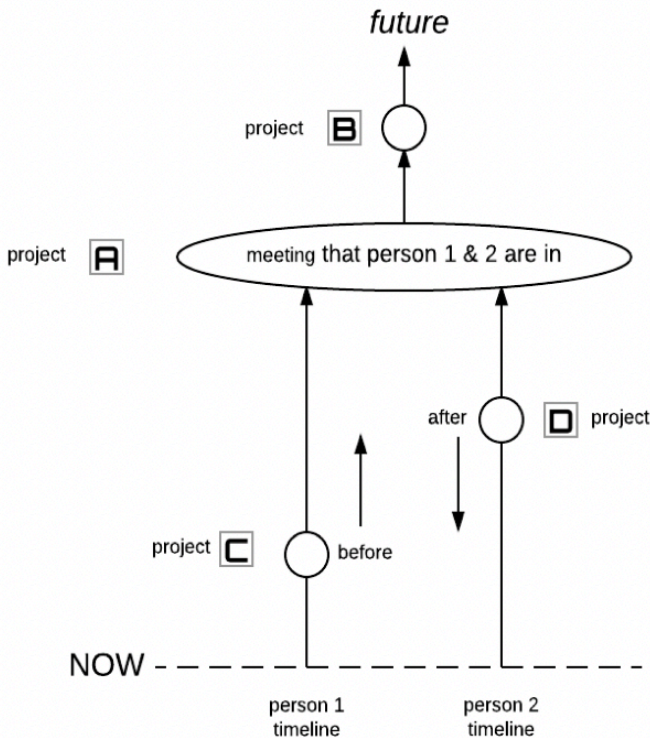 future
project B
project A
meeting that person 1 & 2 are in
after D project
project C before
NOW
person 1
timeline
person 2
timeline